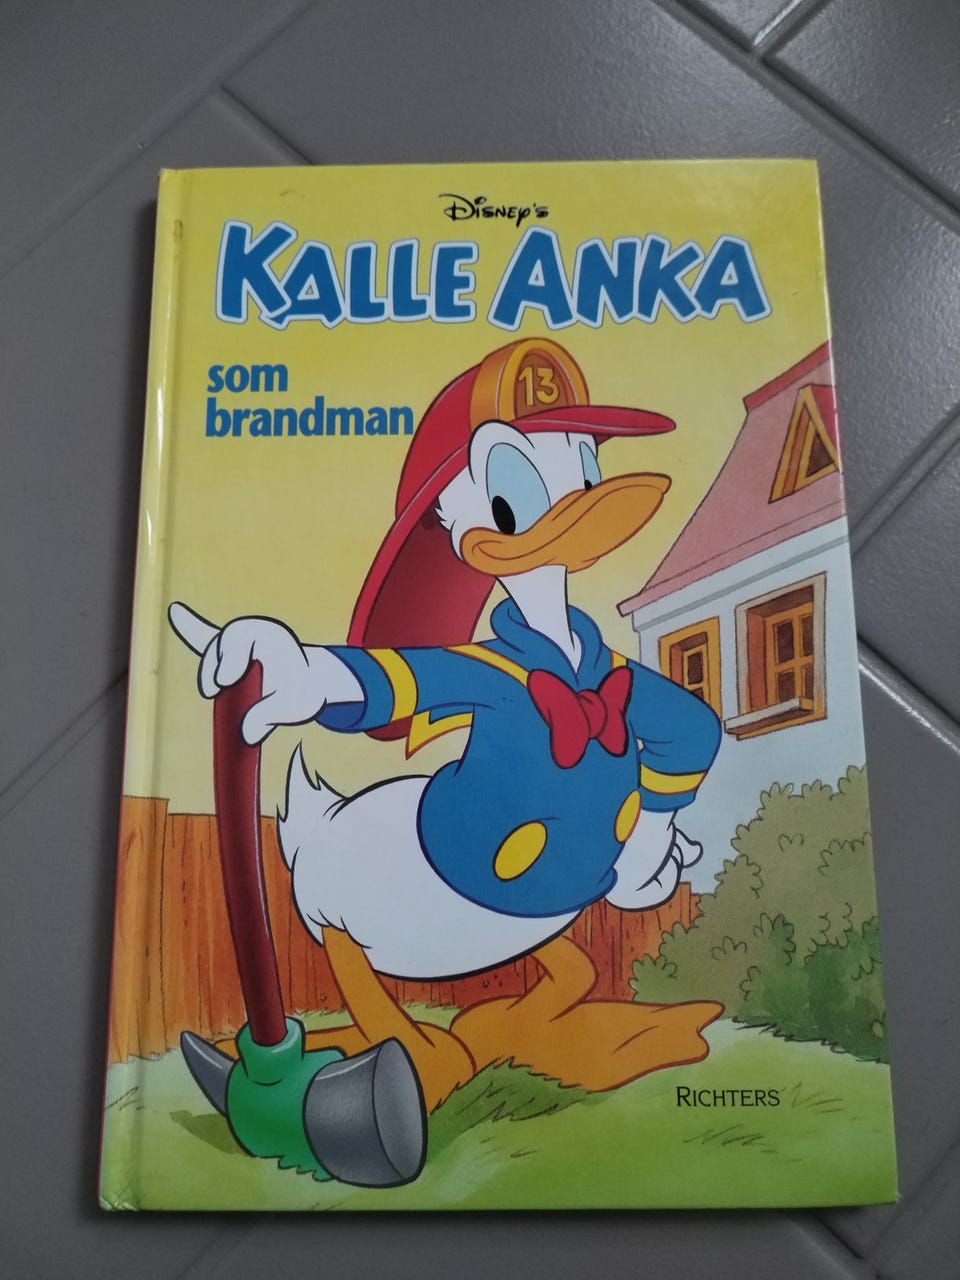 Disney's
KALLE ANKA
som
brandman
13
RICHTERS